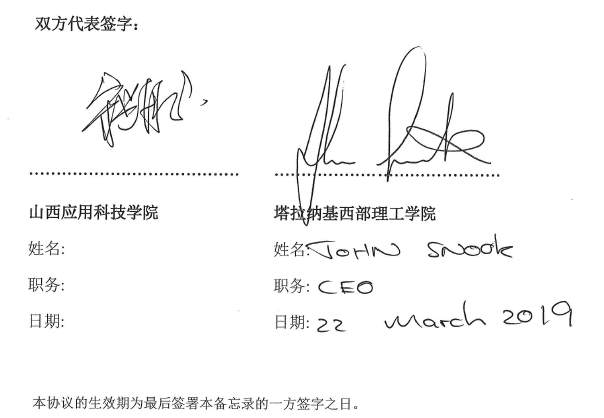 双方代表签字：
山西应用科技学院
塔拉纳基西部理工学院
姓名:
姓名: JOHN SNOOK
职务:
职务: CEO
日期:
日期: 22 March 2019
本协议的生效期为最后签署本备忘录的一方签字之日。